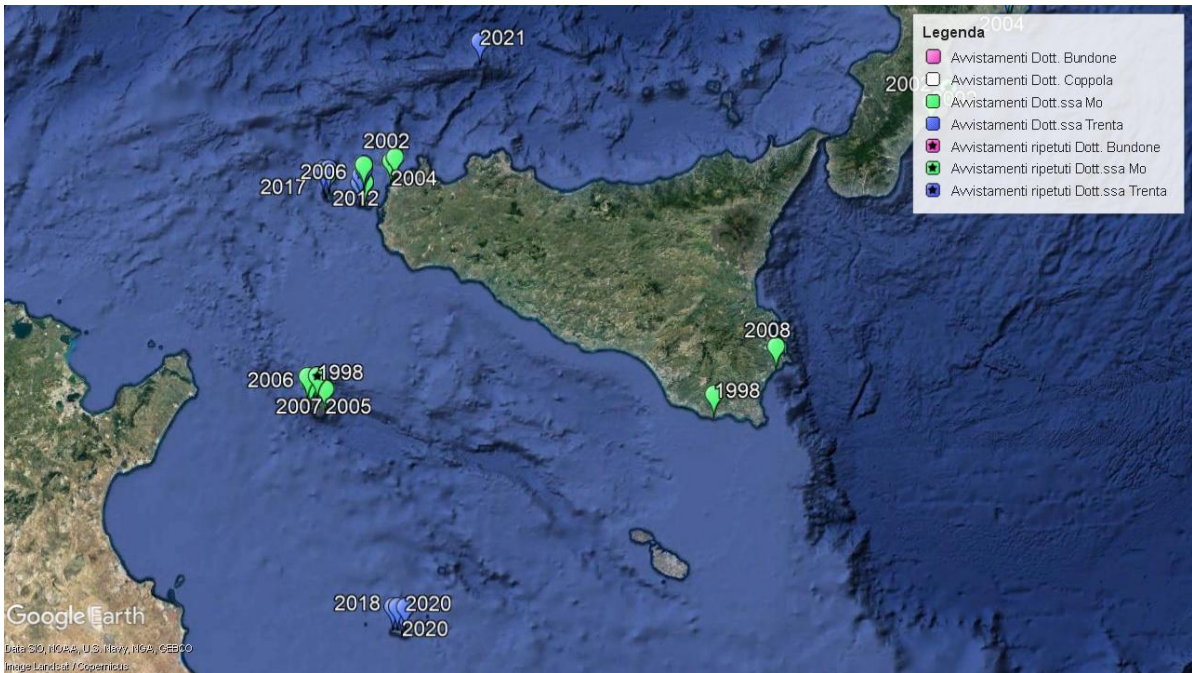 2004
2021
Legenda
Avvistamenti Dott. Bundone
Avvistamenti Dott. Coppola
Avvistamenti Dott.ssa Mo
Avvistamenti Dott.ssa Trenta
Avvistamenti ripetuti Dott. Bundone
Avvistamenti ripetuti Dott.ssa Mo
Avvistamenti ripetuti Dott.ssa Trenta
2002
2002
2006
2004
2017
2012
2008
2006
1998
1998
2007
2005
2018
2020
2020
Google Earth
Data SIO, NOAA, U.S. Navy, NGA, GEBCO
Image Landsat / Copernicus